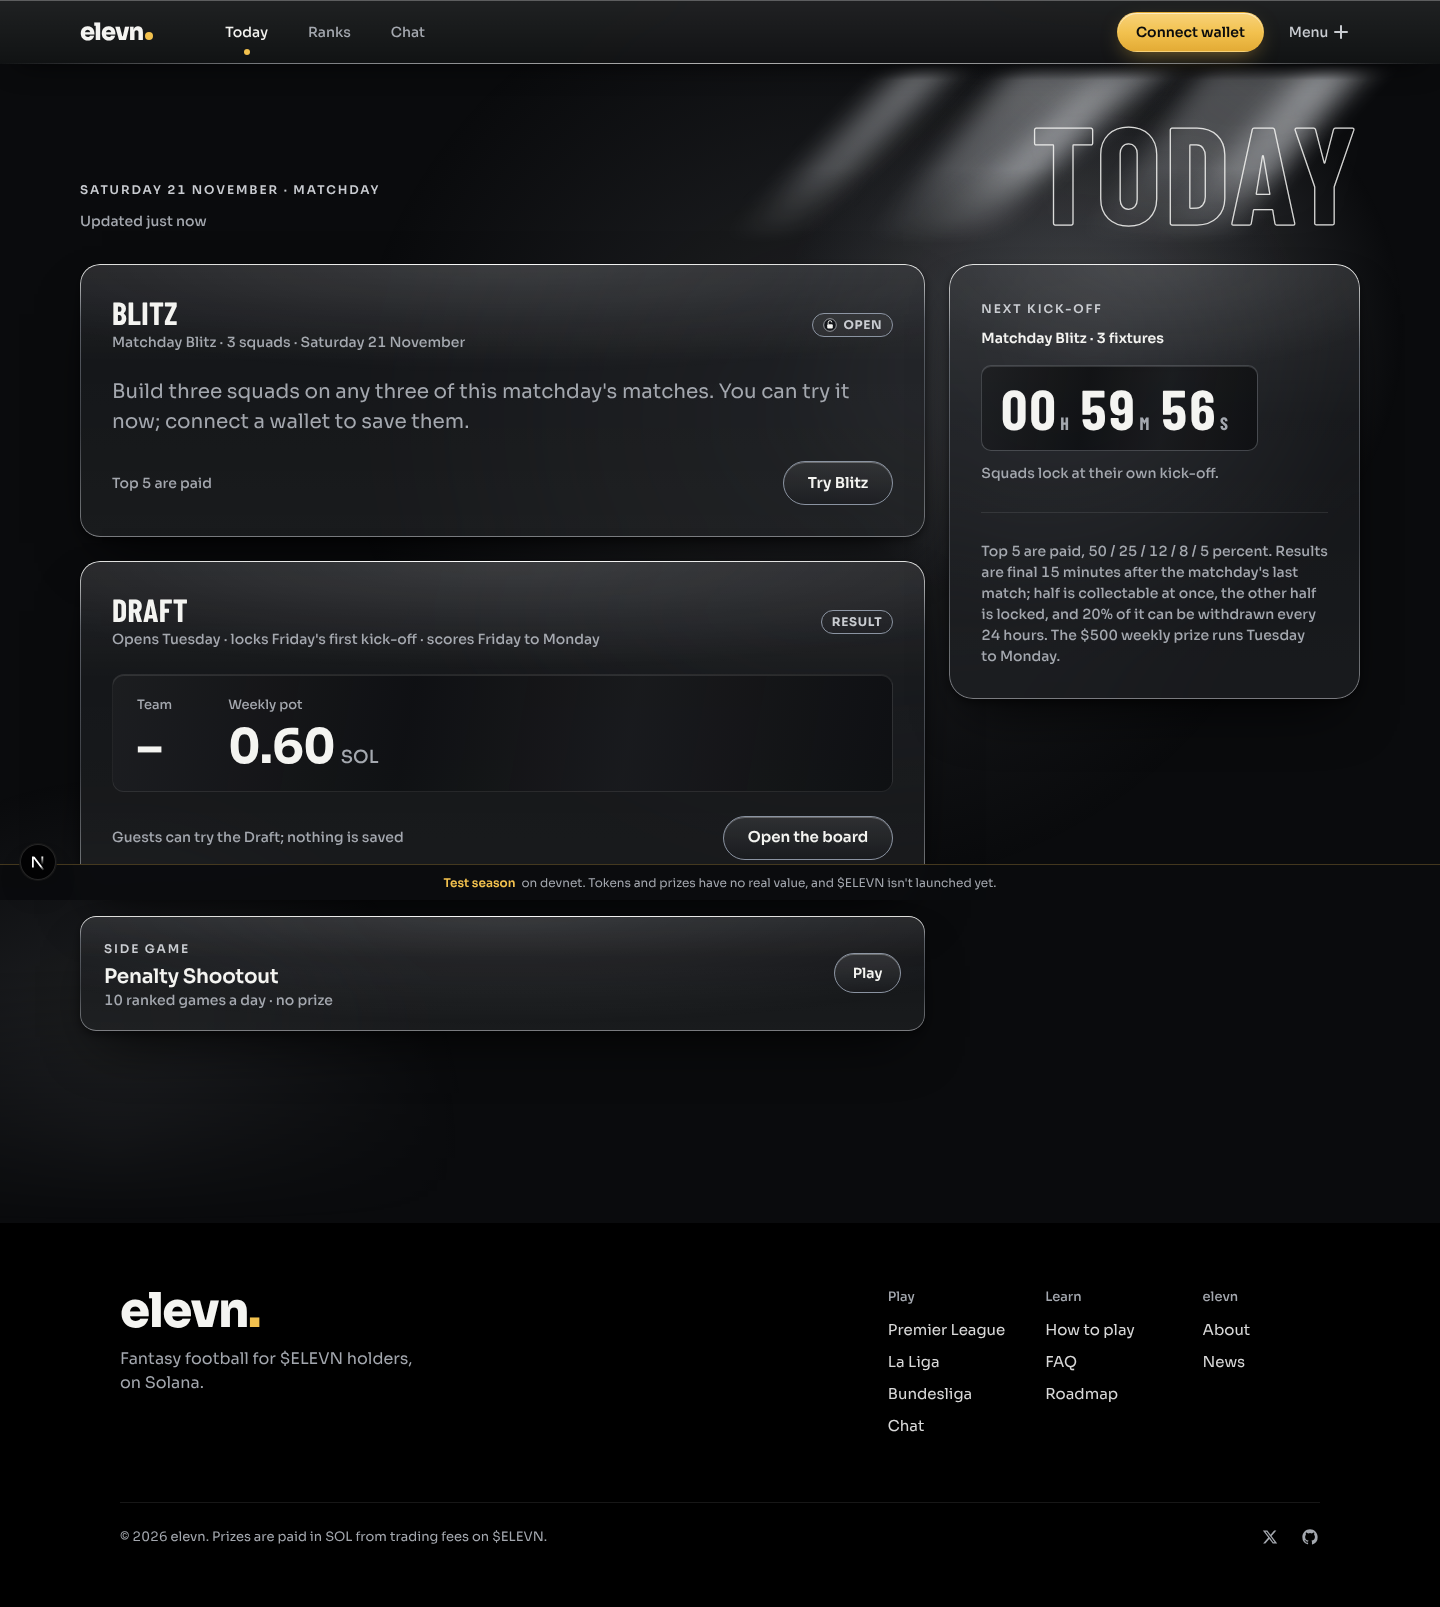 elevn.
Today
Ranks
Chat
Connect wallet
Menu
TODAY
SATURDAY 21 NOVEMBER · MATCHDAY
Updated just now
BLITZ
Matchday Blitz · 3 squads · Saturday 21 November
OPEN
Build three squads on any three of this matchday's matches. You can try it
now; connect a wallet to save them.
Top 5 are paid
Try Blitz
NEXT KICK-OFF
Matchday Blitz · 3 fixtures
00 H 59 M 56 S
Squads lock at their own kick-off.
Top 5 are paid, 50 / 25 / 12 / 8 / 5 percent. Results
are final 15 minutes after the matchday's last
match; half is collectable at once, the other half
is locked, and 20% of it can be withdrawn every
24 hours. The $500 weekly prize runs Tuesday
to Monday.
DRAFT
Opens Tuesday · locks Friday's first kick-off · scores Friday to Monday
RESULT
Team
–
Weekly pot
0.60 SOL
Guests can try the Draft; nothing is saved
Open the board
N
Test season on devnet. Tokens and prizes have no real value, and $ELEVN isn't launched yet.
SIDE GAME
Penalty Shootout
10 ranked games a day · no prize
Play
elevn.
Fantasy football for $ELEVN holders,
on Solana.
Play
Premier League
La Liga
Bundesliga
Chat
Learn
How to play
FAQ
Roadmap
elevn
About
News
© 2026 elevn. Prizes are paid in SOL from trading fees on $ELEVN.